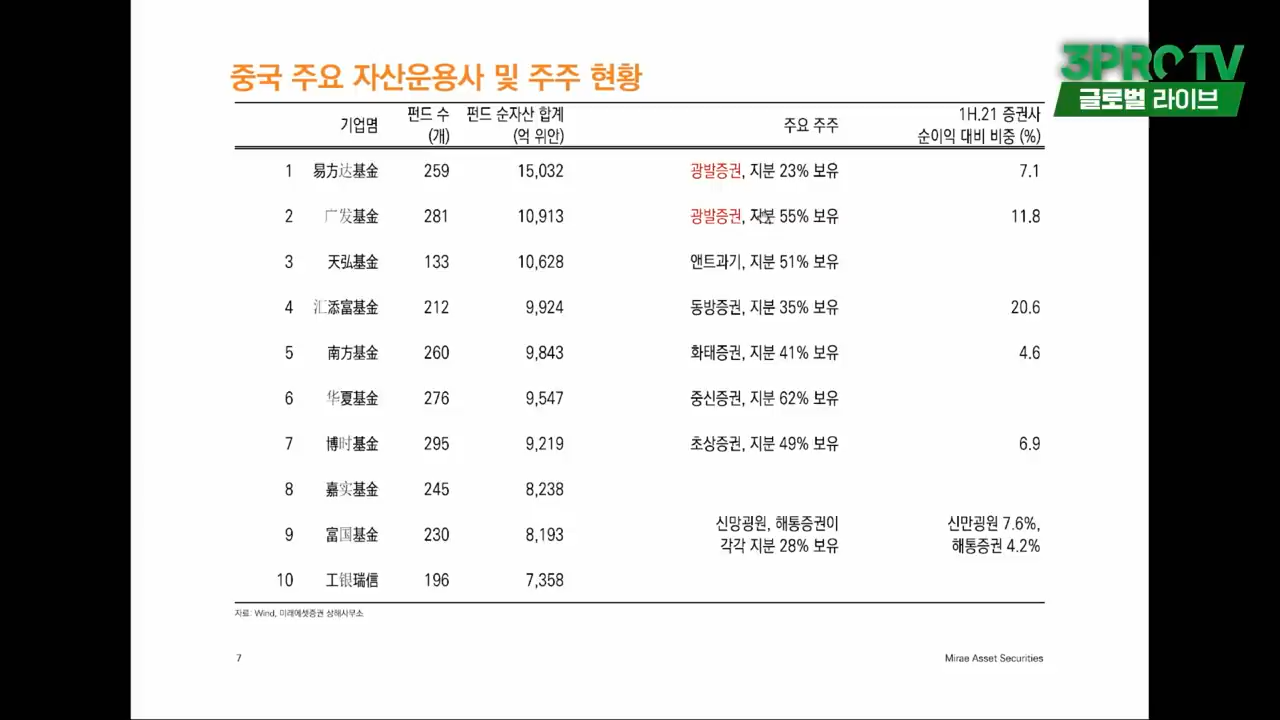 3PRO TV
글로벌 라이브
중국 주요 자산운용사 및 주주 현황
기업명 펀드 수 (개) 펀드 순자산 합계 (억 위안) 주요 주주 1H.21 증권사 순이익 대비 비중 (%)
1 易方达基金 259 15,032 광발증권, 지분 23% 보유 7.1
2 广发基金 281 10,913 광발증권, 55% 보유 11.8
3 天弘基金 133 10,628 앤트과기, 지분 51% 보유
4 汇添富基金 212 9,924 동방증권, 지분 35% 보유 20.6
5 南方基金 260 9,843 화태증권, 지분 41% 보유 4.6
6 华夏基金 276 9,547 중신증권, 지분 62% 보유
7 博时基金 295 9,219 초상증권, 지분 49% 보유 6.9
8 嘉实基金 245 8,238
9 富国基金 230 8,193 신망굉원, 해통증권이 각각 지분 28% 보유 신만굉원 7.6%, 해통증권 4.2%
10 工银瑞信 196 7,358
자료: Wind, 미래에셋증권 상해사무소
7 Mirae Asset Securities